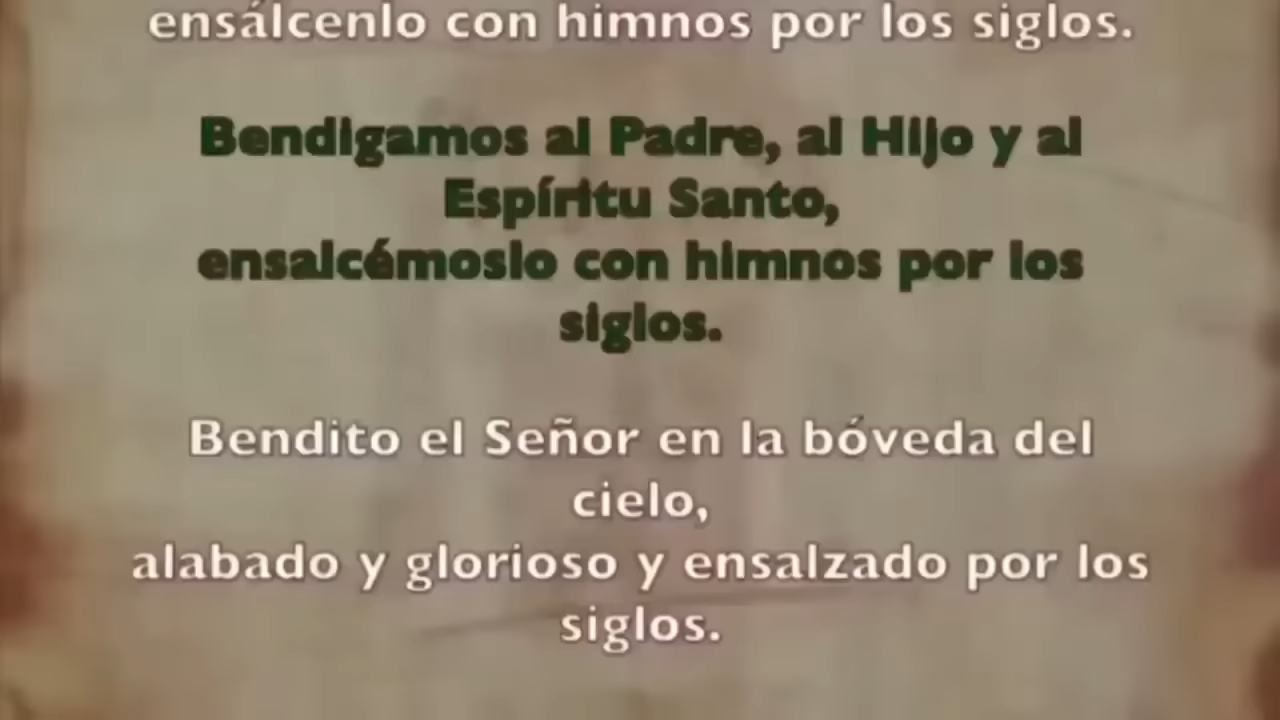 ensálcenlo con himnos por los siglos.
Bendigamos al Padre, al Hijo y al
Espíritu Santo,
ensalcémoslo con himnos por los
siglos.
Bendito el Señor en la bóveda del
cielo,
alabado y glorioso y ensalzado por los
siglos.